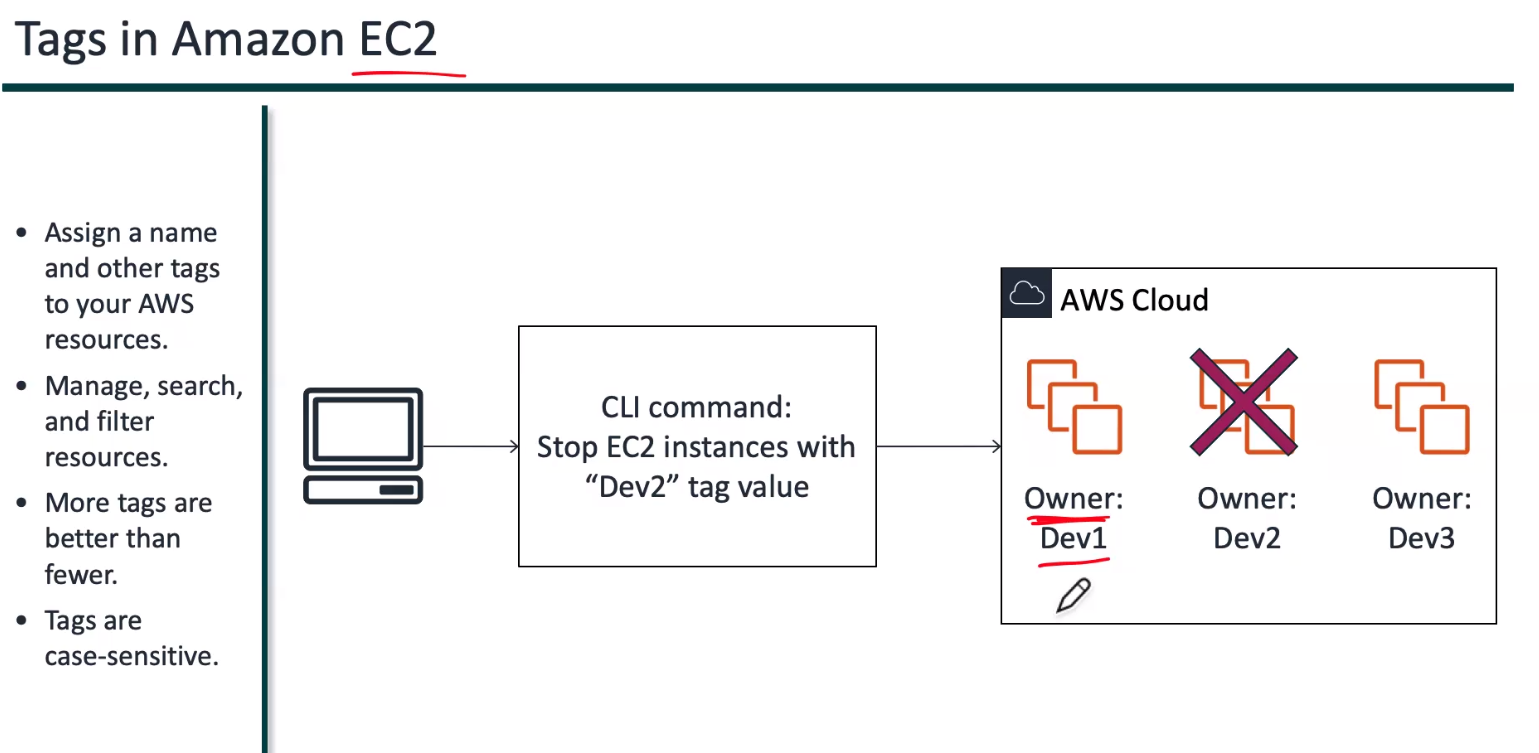 Tags in Amazon EC2
• Assign a name
and other tags
to your AWS
resources.
• Manage, search,
and filter
resources.
• More tags are
better than
fewer.
• Tags are
case-sensitive.
CLI command:
Stop EC2 instances with
“Dev2” tag value
AWS Cloud
Owner:
Dev1
Owner:
Dev2
Owner:
Dev3